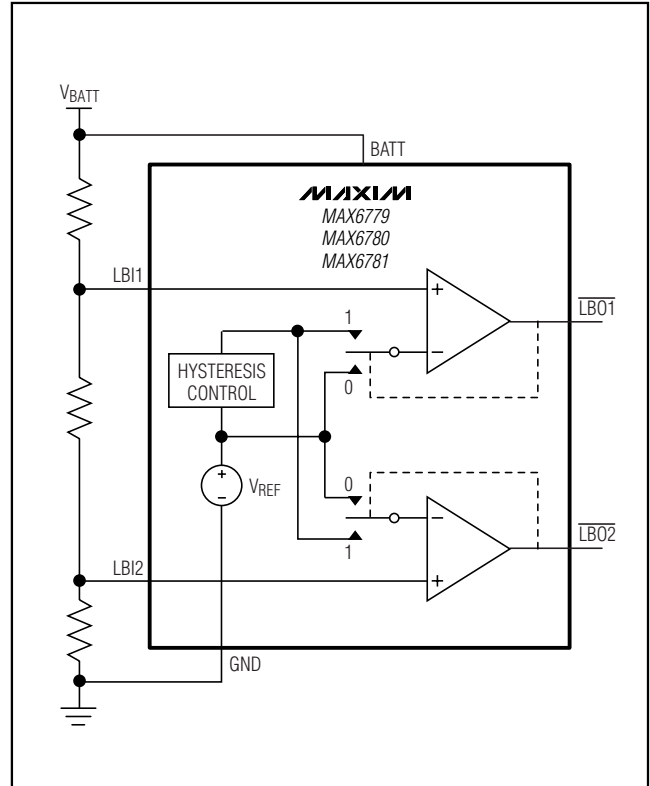 VBATT
BATT
MAXIM
MAX6779
MAX6780
MAX6781
LBI1
+
LBO1
1
−
HYSTERESIS
CONTROL
0
+
−
VREF
0
−
LBO2
1
LBI2
+
GND